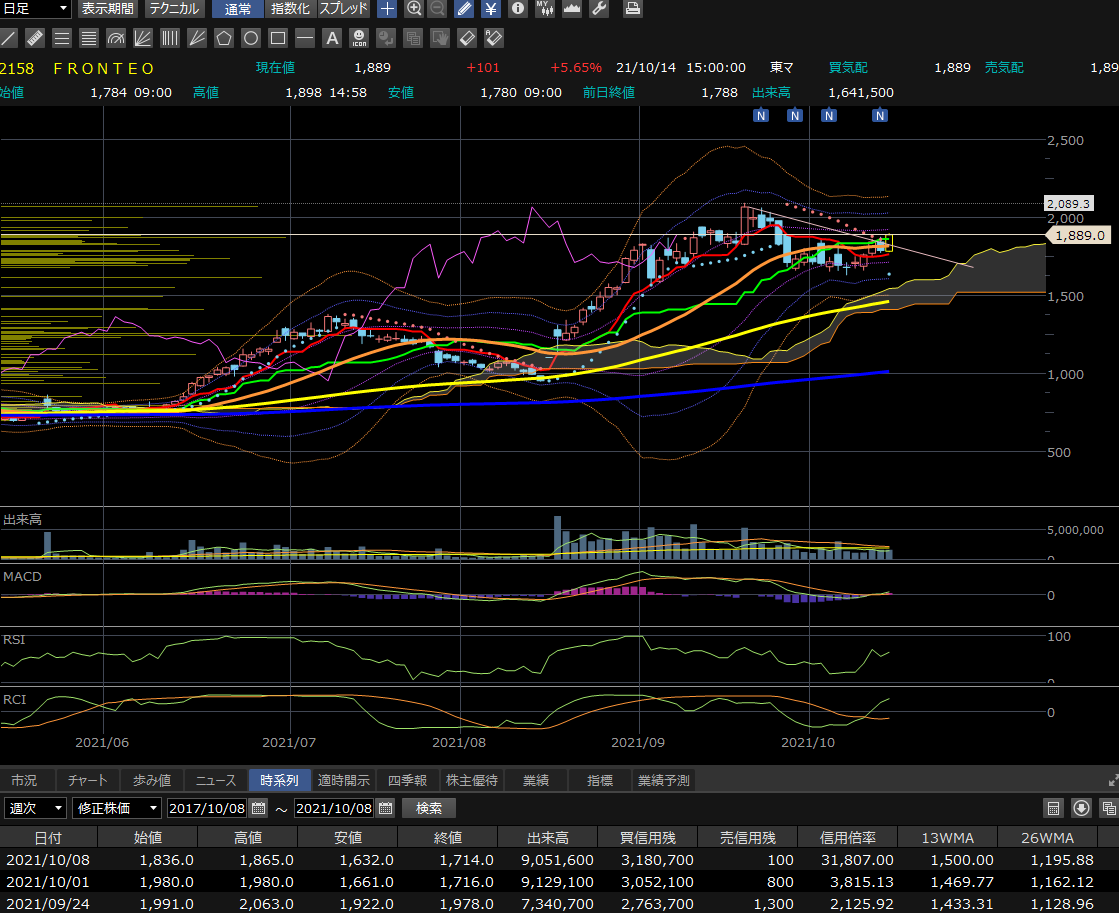 日足 表示期間 テクニカル 通常 指数化 スプレッド ¥ MY
A ICON
2158 FRONTEO 現在値 1,889 +101 +5.65% 21/10/14 15:00:00 東マ 買気配 1,889 売気配 1,89
始値 1,784 09:00 高値 1,898 14:58 安値 1,780 09:00 前日終値 1,788 出来高 1,641,500
N N N N
2,500
2,089.3
2,000
1,889.0
1,500
1,000
500
出来高
5,000,000
0
MACD
0
RSI
100
0
RCI
0
2021/06 2021/07 2021/08 2021/09 2021/10
市況 チャート 歩み値 ニュース 時系列 適時開示 四季報 株主優待 業績 指標 業績予測
週次 修正株価 2017/10/08 ～ 2021/10/08 検索
日付 始値 高値 安値 終値 出来高 買信用残 売信用残 信用倍率 13WMA 26WMA
2021/10/08 1,836.0 1,865.0 1,632.0 1,714.0 9,051,600 3,180,700 100 31,807.00 1,500.00 1,195.88
2021/10/01 1,980.0 1,980.0 1,661.0 1,716.0 9,129,100 3,052,100 800 3,815.13 1,469.77 1,162.12
2021/09/24 1,991.0 2,063.0 1,922.0 1,978.0 7,340,700 2,763,700 1,300 2,125.92 1,433.31 1,128.96